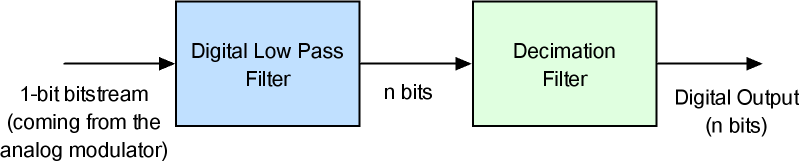 Digital Low Pass
Filter
Decimation
Filter
1-bit bitstream
(coming from the
analog modulator)
n bits
Digital Output
(n bits)